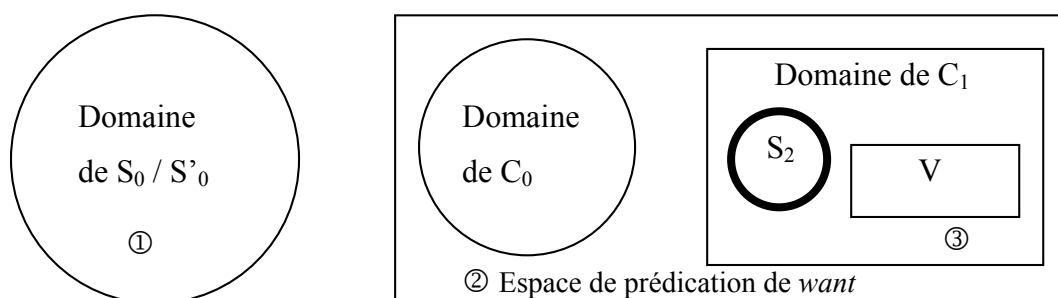 Domaine
de S₀ / S’₀
①
Domaine
de C₀
Domaine de C₁
S₂
V
③
② Espace de prédication de want